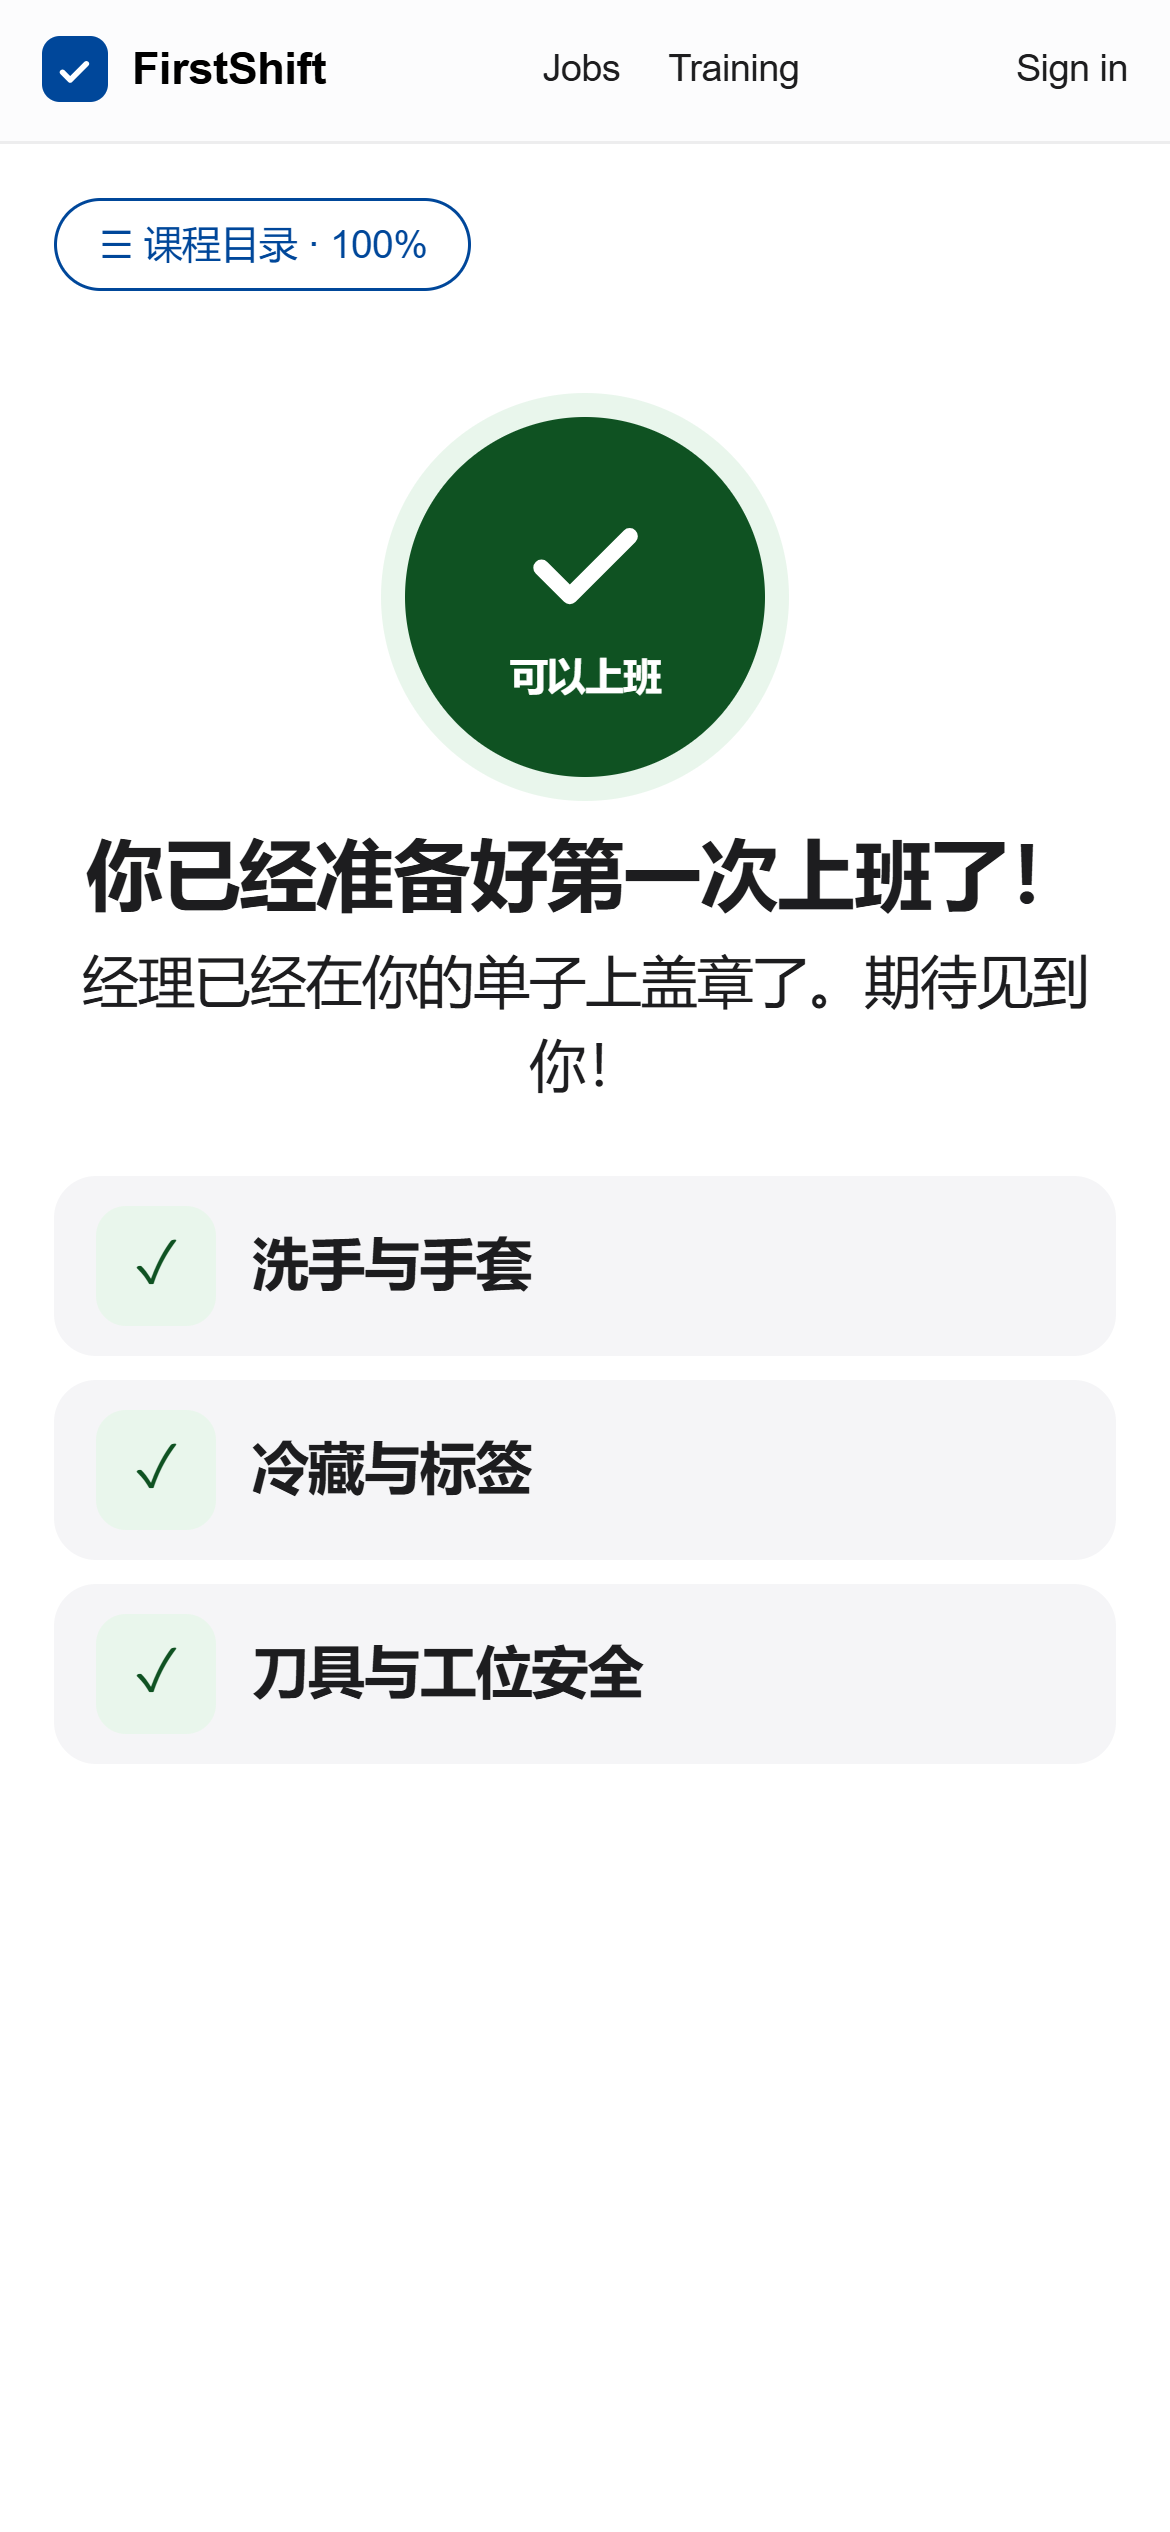 FirstShift
Jobs
Training
Sign in
☰ 课程目录 · 100%
可以上班
你已经准备好第一次上班了！
经理已经在你的单子上盖章了。期待见到
你！
✓ 洗手与手套
✓ 冷藏与标签
✓ 刀具与工位安全